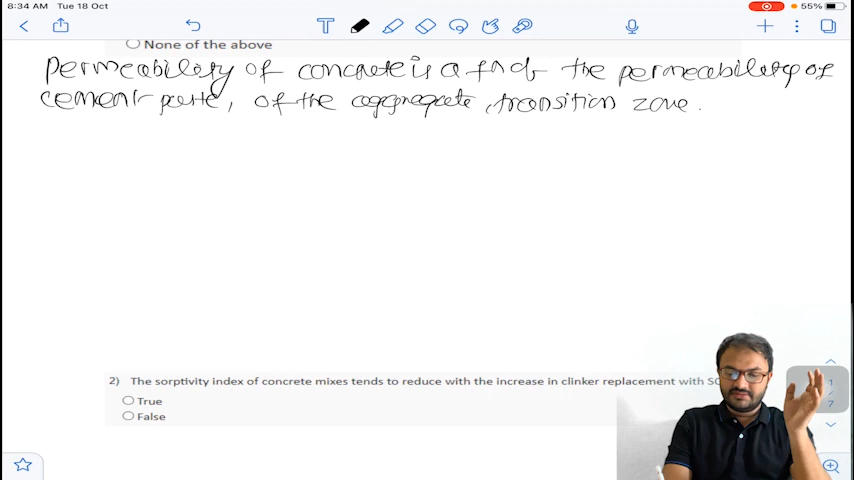 8:34 AM Tue 18 Oct
55%
None of the above
permeability of concrete is a fn of the permeability of
cement paste, of the aggregate, transition zone.
2) The sorptivity index of concrete mixes tends to reduce with the increase in clinker replacement with
True
False
1
7